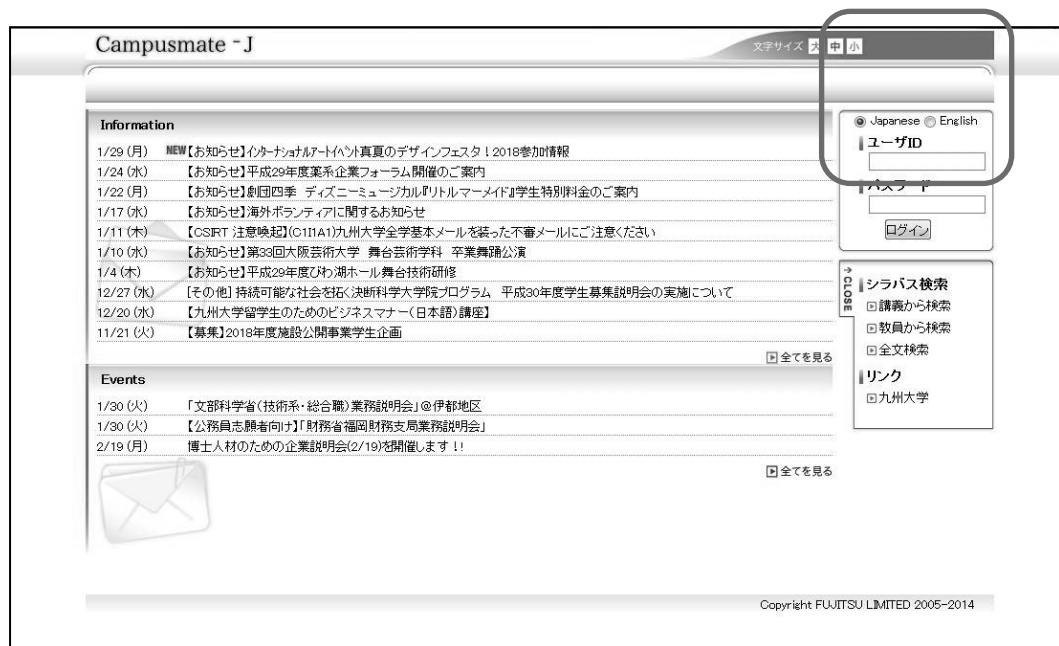 Campusmate-J
文字サイズ 大 中 小
Information
1/29 (月) NEW【お知らせ】インターナショナルアートイベント真夏のデザインフェスタ！2018参加情報
1/24 (水) 【お知らせ】平成29年度薬系企業フォーラム開催のご案内
1/22 (月) 【お知らせ】劇団四季 ディズニーミュージカル『リトルマーメイド』学生特別料金のご案内
1/17 (水) 【お知らせ】海外ボランティアに関するお知らせ
1/11 (木) 【CSIRT 注意喚起】(C1I1A1)九州大学全学基本メールを装った不審メールにご注意ください
1/10 (水) 【お知らせ】第33回大阪芸術大学 舞台芸術学科 卒業舞踊公演
1/4 (木) 【お知らせ】平成29年度びわ湖ホール舞台技術研修
12/27 (水) [その他] 持続可能な社会を拓く決断科学大学院プログラム 平成30年度学生募集説明会の実施について
12/20 (水) 【九州大学留学生のためのビジネスマナー(日本語)講座】
11/21 (火) 【募集】2018年度施設公開事業学生企画
全てを見る
Events
1/30 (火) 「文部科学省(技術系・総合職)業務説明会」@伊都地区
1/30 (火) 【公務員志願者向け】「財務省福岡財務支局業務説明会」
2/19 (月) 博士人材のための企業説明会(2/19)を開催します！！
全てを見る
Japanese English
ユーザID
パスワード
ログイン
CLOSE
シラバス検索
講義から検索
教員から検索
全文検索
リンク
九州大学
Copyright FUJITSU LIMITED 2005-2014